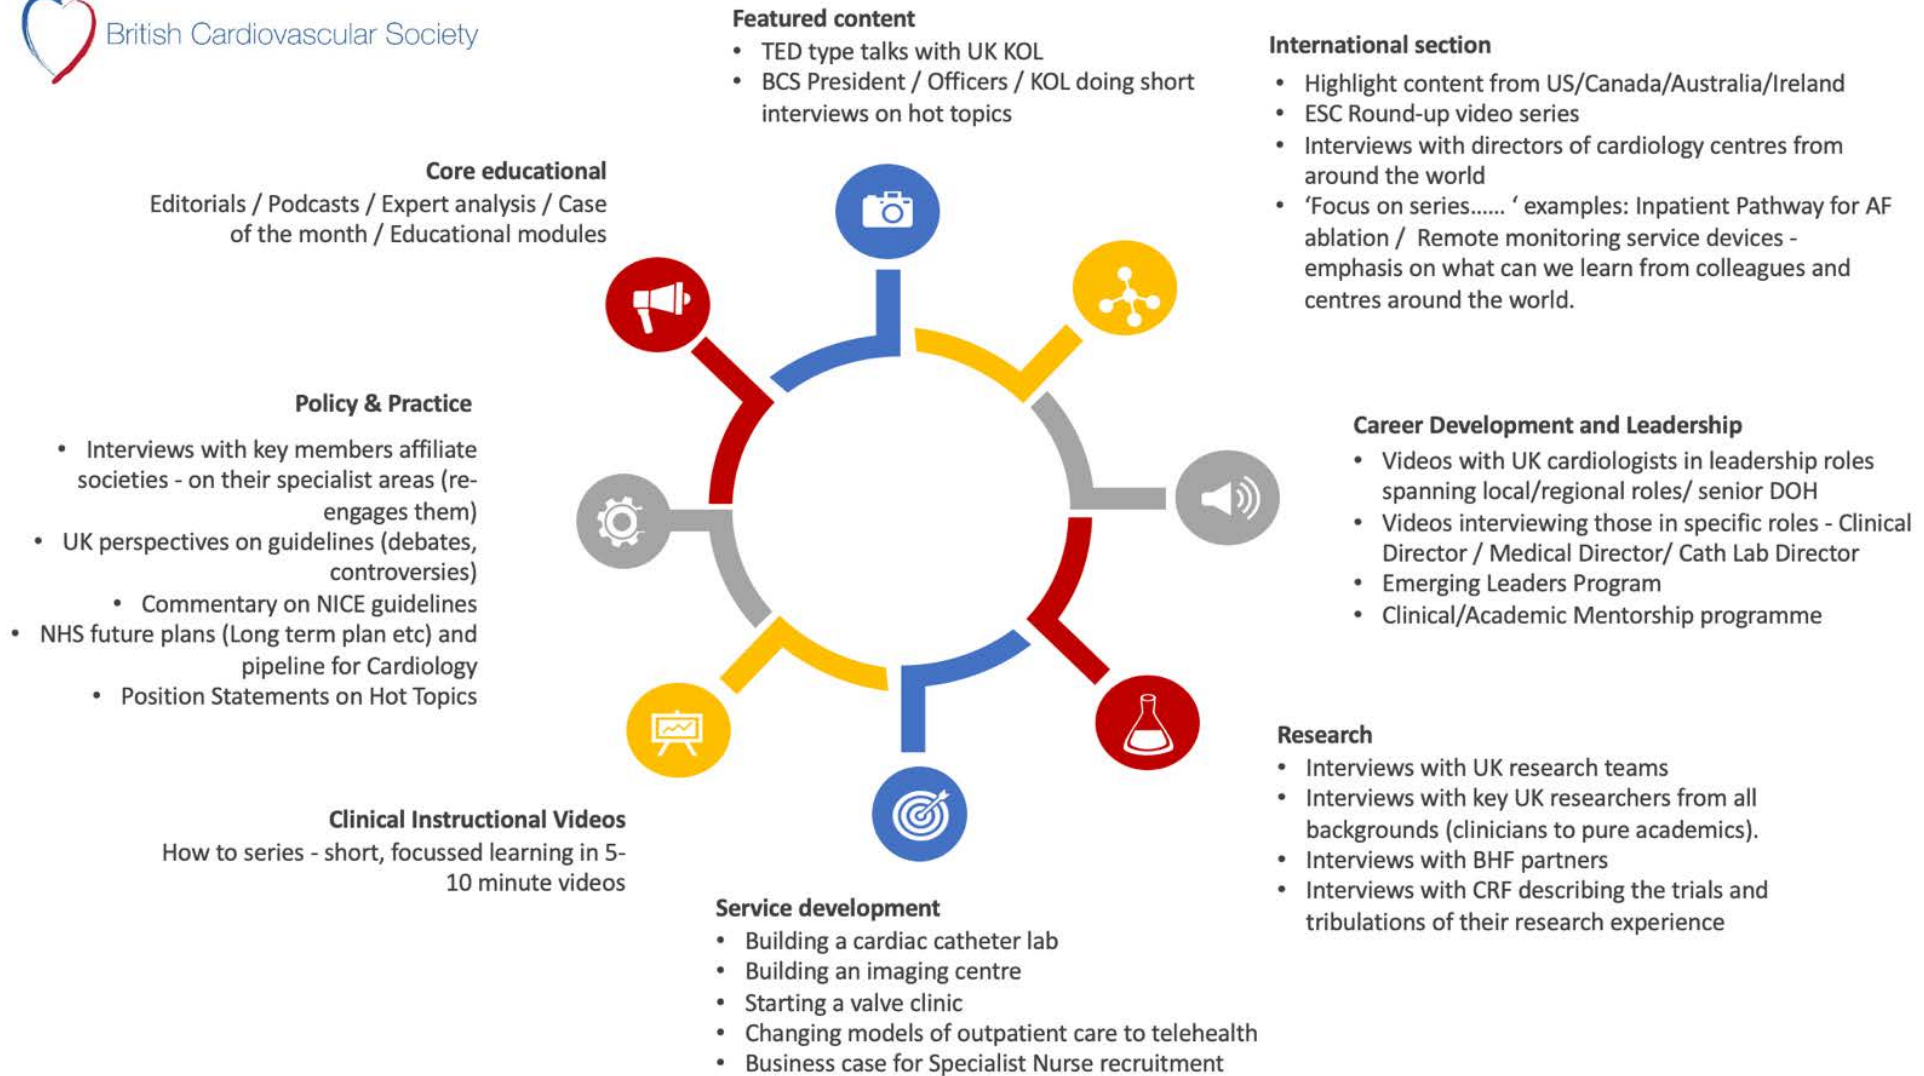 British Cardiovascular Society
Featured content
• TED type talks with UK KOL
• BCS President / Officers / KOL doing short
interviews on hot topics
International section
• Highlight content from US/Canada/Australia/Ireland
• ESC Round-up video series
• Interviews with directors of cardiology centres from
around the world
• ‘Focus on series...... ‘ examples: Inpatient Pathway for AF
ablation / Remote monitoring service devices -
emphasis on what can we learn from colleagues and
centres around the world.
Core educational
Editorials / Podcasts / Expert analysis / Case
of the month / Educational modules
Policy & Practice
• Interviews with key members affiliate
societies - on their specialist areas (re-
engages them)
• UK perspectives on guidelines (debates,
controversies)
• Commentary on NICE guidelines
• NHS future plans (Long term plan etc) and
pipeline for Cardiology
• Position Statements on Hot Topics
Career Development and Leadership
• Videos with UK cardiologists in leadership roles
spanning local/regional roles/ senior DOH
• Videos interviewing those in specific roles - Clinical
Director / Medical Director/ Cath Lab Director
• Emerging Leaders Program
• Clinical/Academic Mentorship programme
Research
• Interviews with UK research teams
• Interviews with key UK researchers from all
backgrounds (clinicians to pure academics).
• Interviews with BHF partners
• Interviews with CRF describing the trials and
tribulations of their research experience
Clinical Instructional Videos
How to series - short, focussed learning in 5-
10 minute videos
Service development
• Building a cardiac catheter lab
• Building an imaging centre
• Starting a valve clinic
• Changing models of outpatient care to telehealth
• Business case for Specialist Nurse recruitment